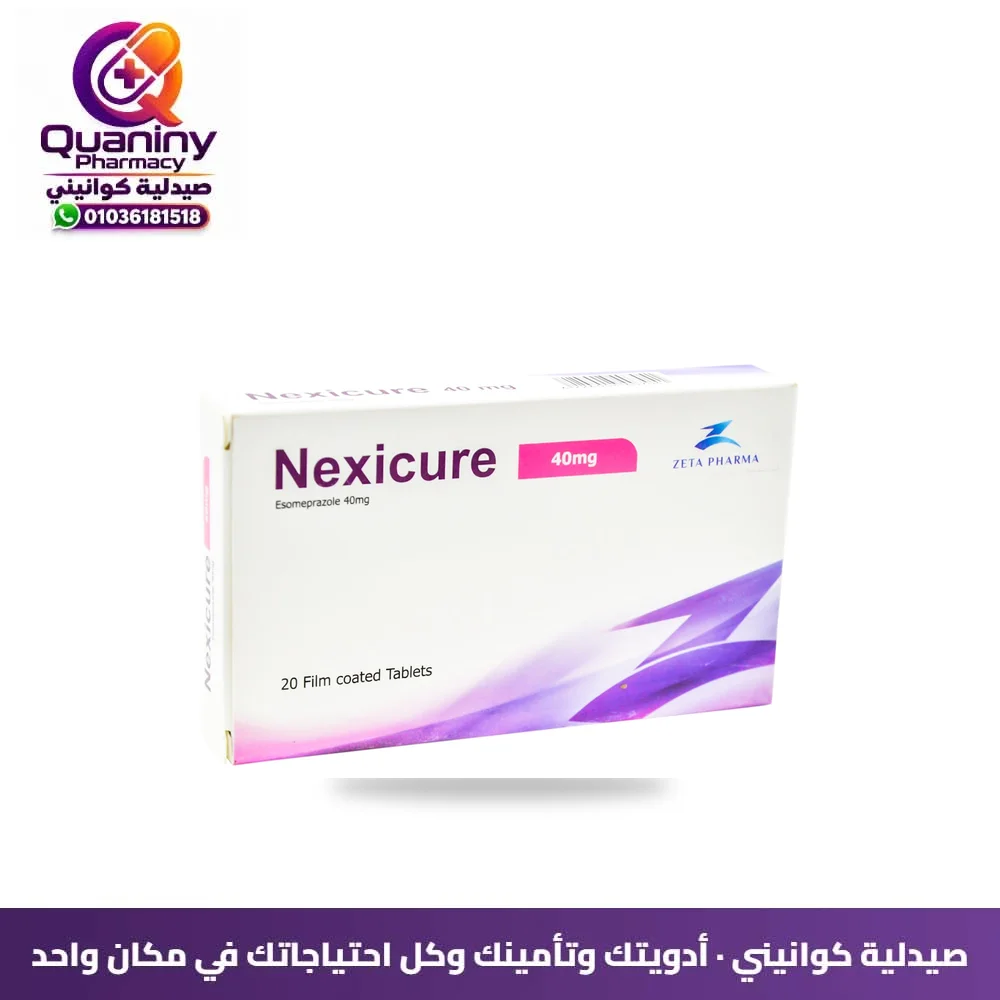 Quaniny
Pharmacy
صيدلية كوانيني
01036181518
Nexicure 40 mg
Nexicure
40mg
Esomeprazole 40mg
ZETA PHARMA
Nexicure
20 Film coated Tablets
صيدلية كوانيني · أدويتك وتأمينك وكل احتياجاتك في مكان واحد